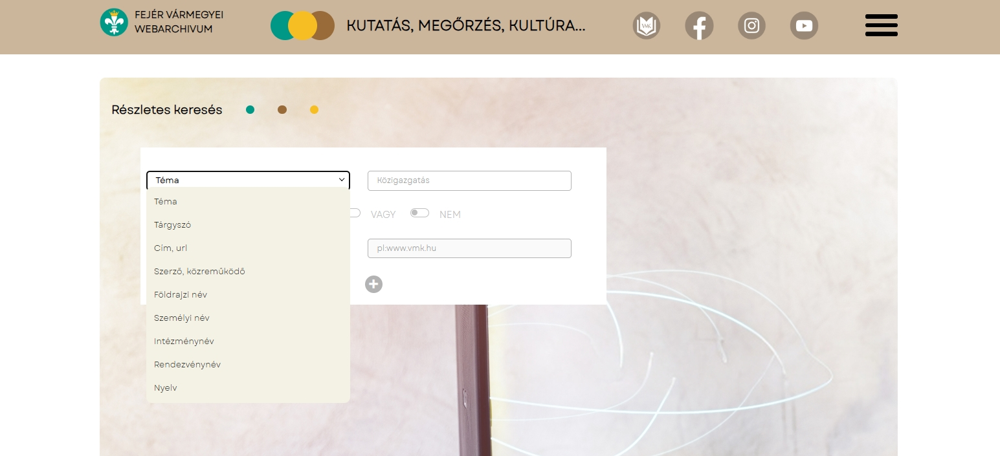 FEJÉR VÁRMEGYEI
WEBARCHIVUM
KUTATÁS, MEGŐRZÉS, KULTÚRA...
VMK
Részletes keresés
Téma
Közigazgatás
Téma
Tárgyszó
Cím, url
Szerző, közreműködő
Földrajzi név
Személyi név
Intézménynév
Rendezvénynév
Nyelv
VAGY
NEM
pl:www.vmk.hu